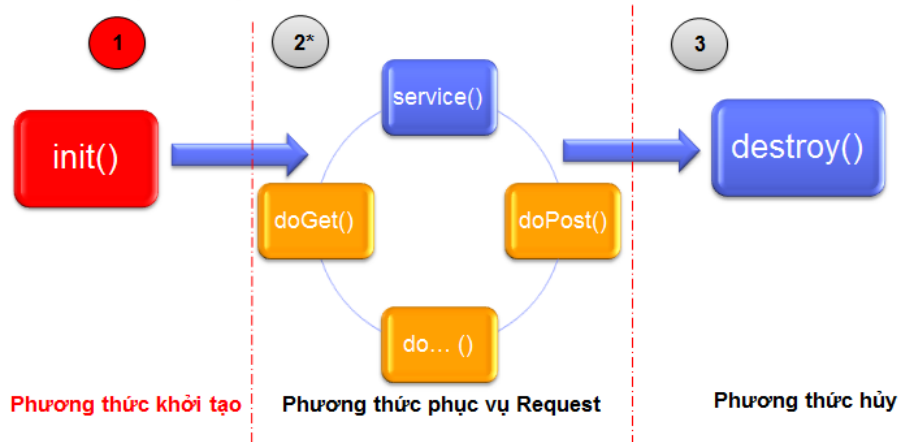 1
2*
3
service()
init()
destroy()
doGet()
doPost()
do... ()
Phương thức khởi tạo
Phương thức phục vụ Request
Phương thức hủy